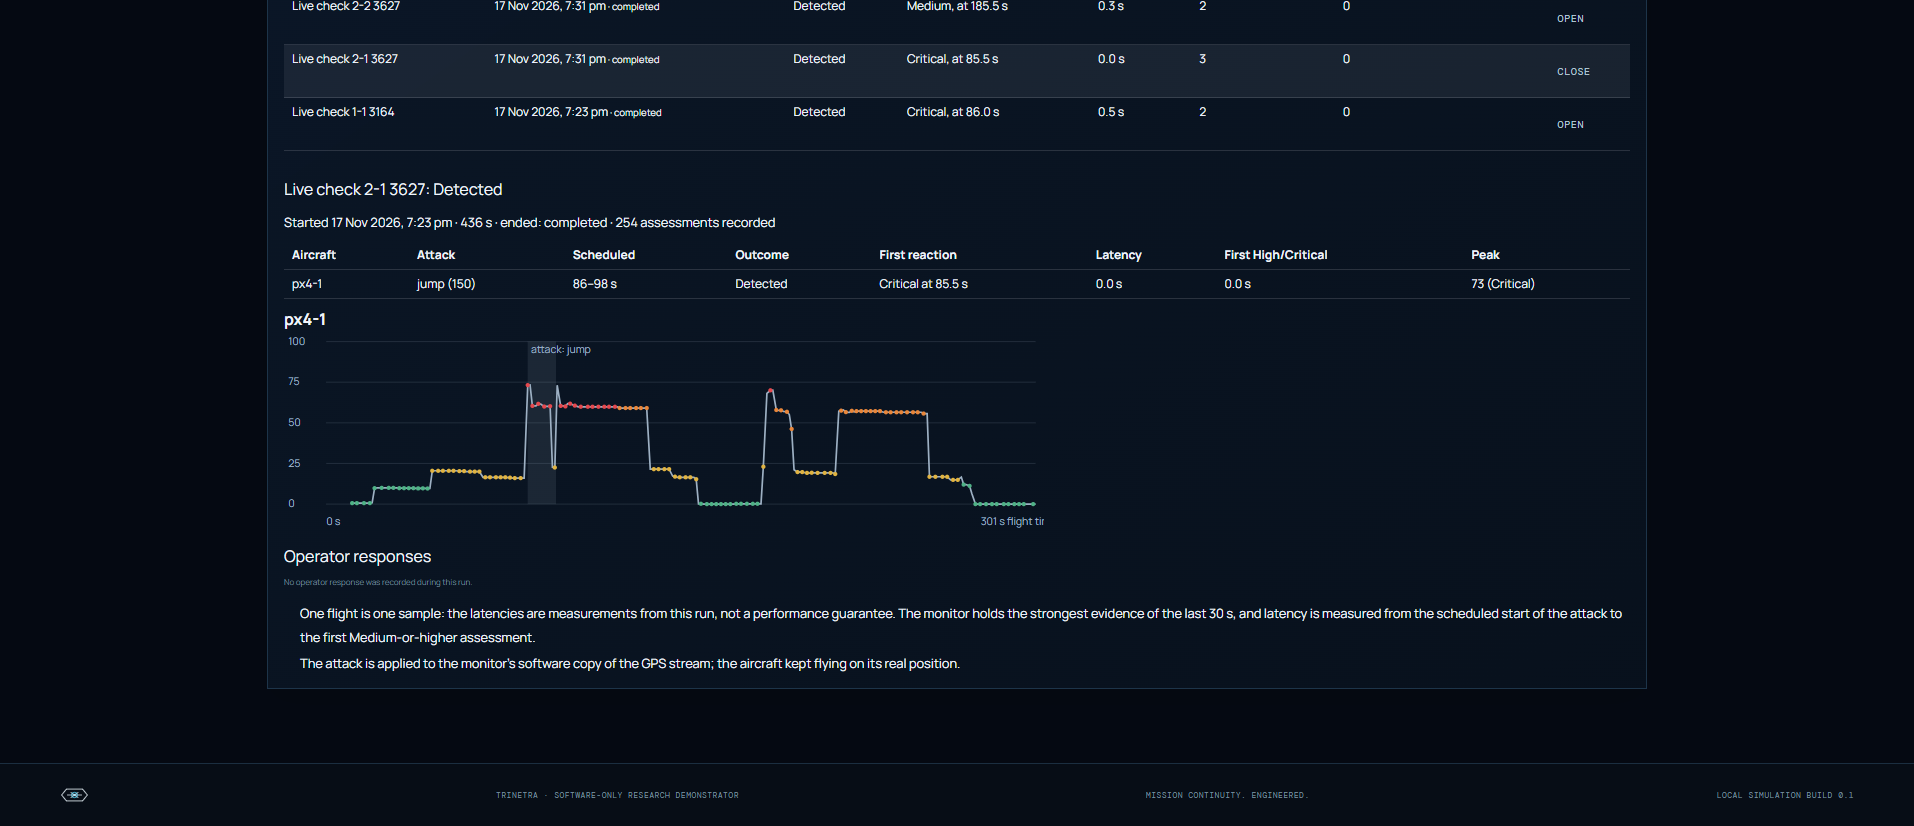 Live check 2-2 3627 17 Nov 2026, 7:31 pm · completed Detected Medium, at 185.5 s 0.3 s 2 0 OPEN
Live check 2-1 3627 17 Nov 2026, 7:31 pm · completed Detected Critical, at 85.5 s 0.0 s 3 0 CLOSE
Live check 1-1 3164 17 Nov 2026, 7:23 pm · completed Detected Critical, at 86.0 s 0.5 s 2 0 OPEN
Live check 2-1 3627: Detected
Started 17 Nov 2026, 7:23 pm · 436 s · ended: completed · 254 assessments recorded
Aircraft Attack Scheduled Outcome First reaction Latency First High/Critical Peak
px4-1 jump (150) 86–98 s Detected Critical at 85.5 s 0.0 s 0.0 s 73 (Critical)
px4-1
100
attack: jump
75
50
25
0
0 s 301 s flight tir
Operator responses
No operator response was recorded during this run.
One flight is one sample: the latencies are measurements from this run, not a performance guarantee. The monitor holds the strongest evidence of the last 30 s, and latency is measured from the scheduled start of the attack to
the first Medium-or-higher assessment.
The attack is applied to the monitor's software copy of the GPS stream; the aircraft kept flying on its real position.
TRINETRA · SOFTWARE-ONLY RESEARCH DEMONSTRATOR MISSION CONTINUITY. ENGINEERED. LOCAL SIMULATION BUILD 0.1